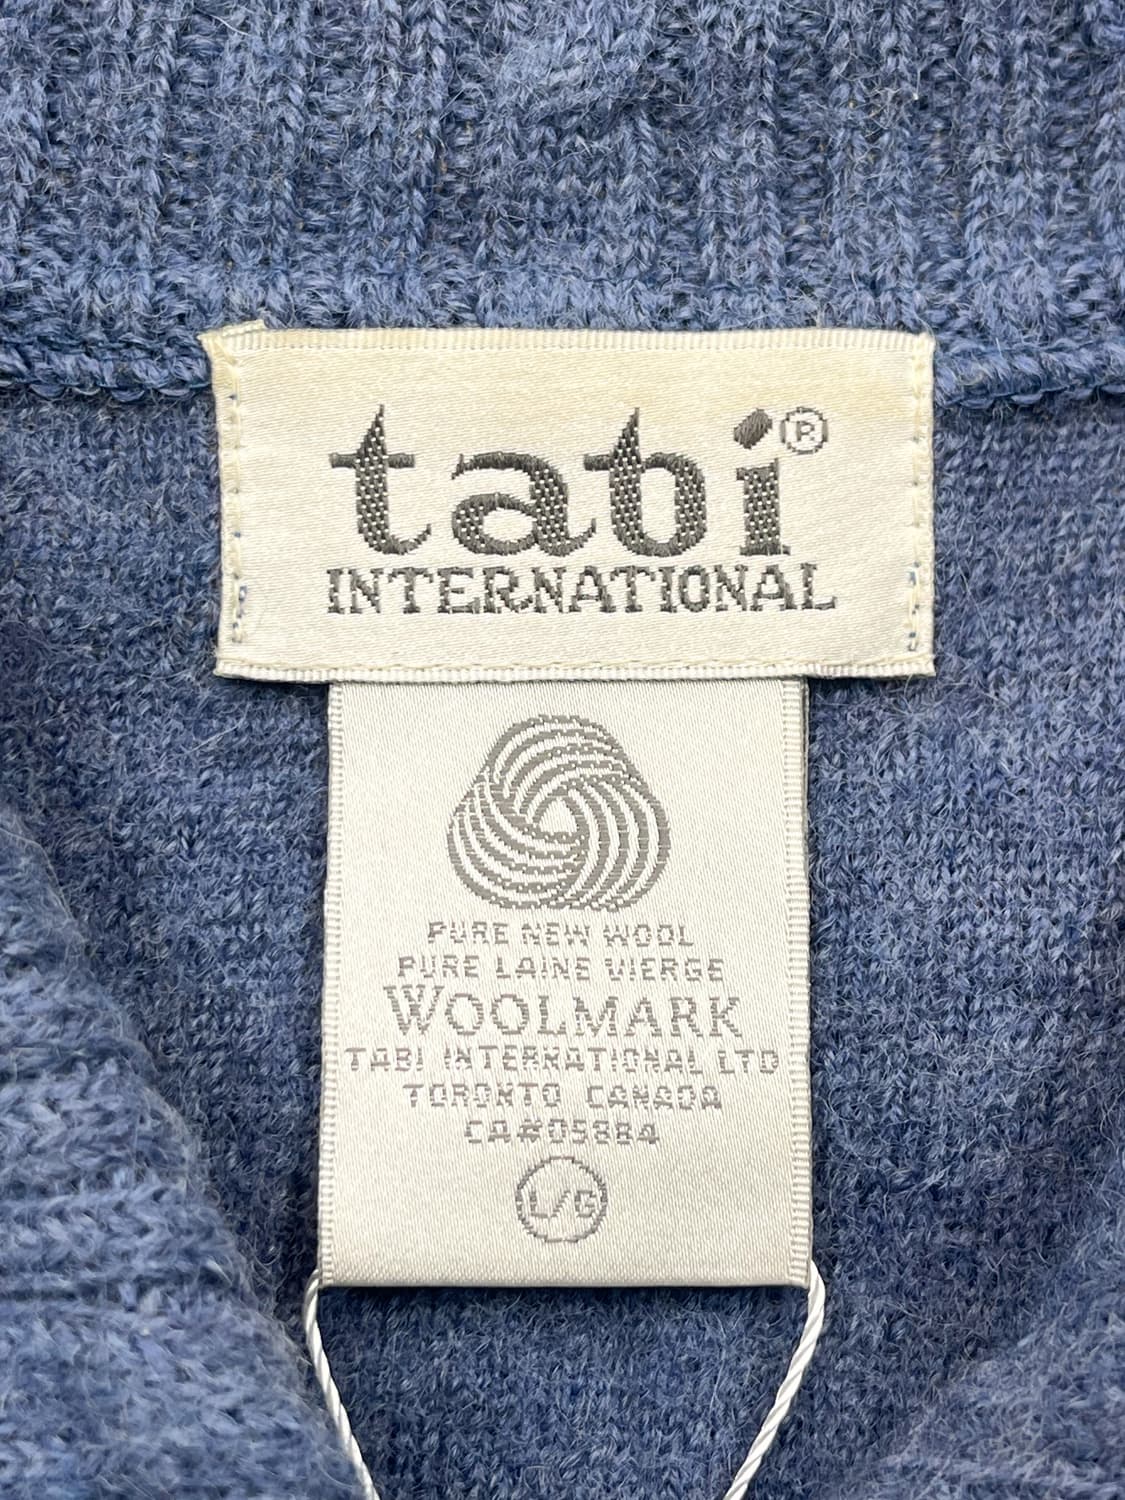 tabi®
INTERNATIONAL
PURE NEW WOOL
PURE LAINE VIERGE
WOOLMARK
TABI INTERNATIONAL LTD
TORONTO CANADA
CA#05884
L/G